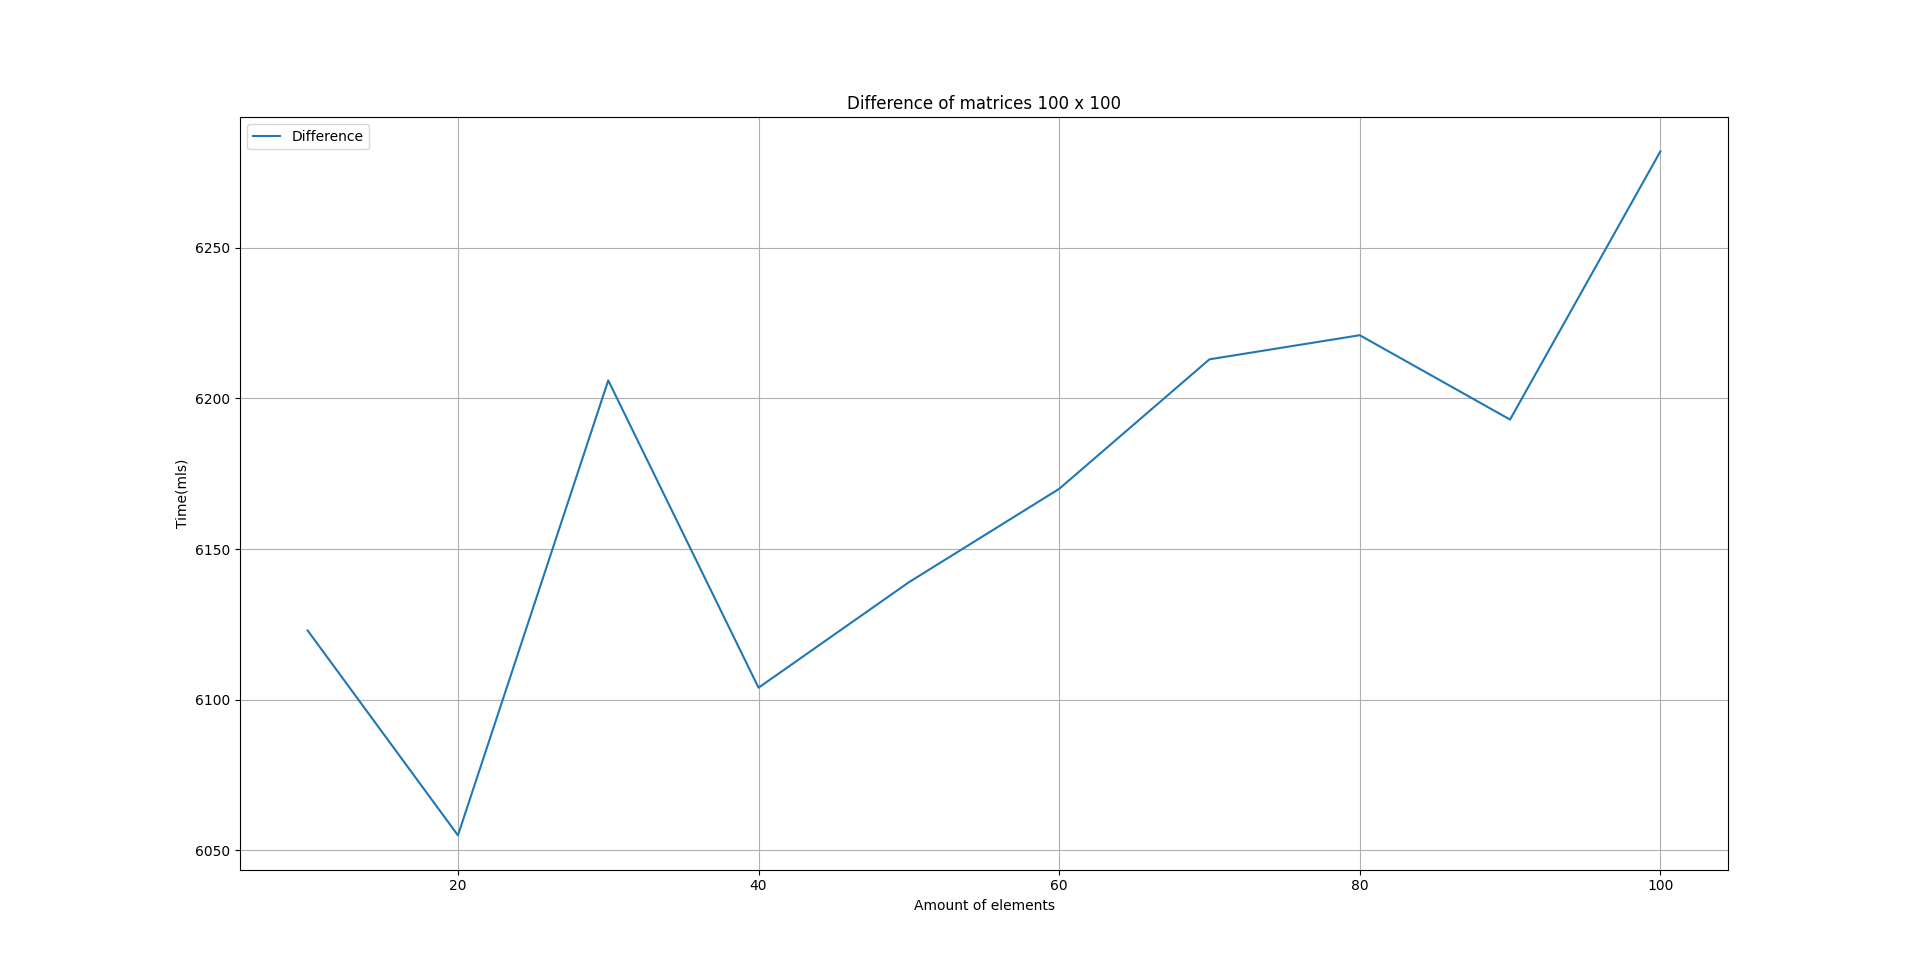 Difference of matrices 100 x 100
Difference
6250
6200
6150
6100
6050
Time(mls)
20 40 60 80 100
Amount of elements